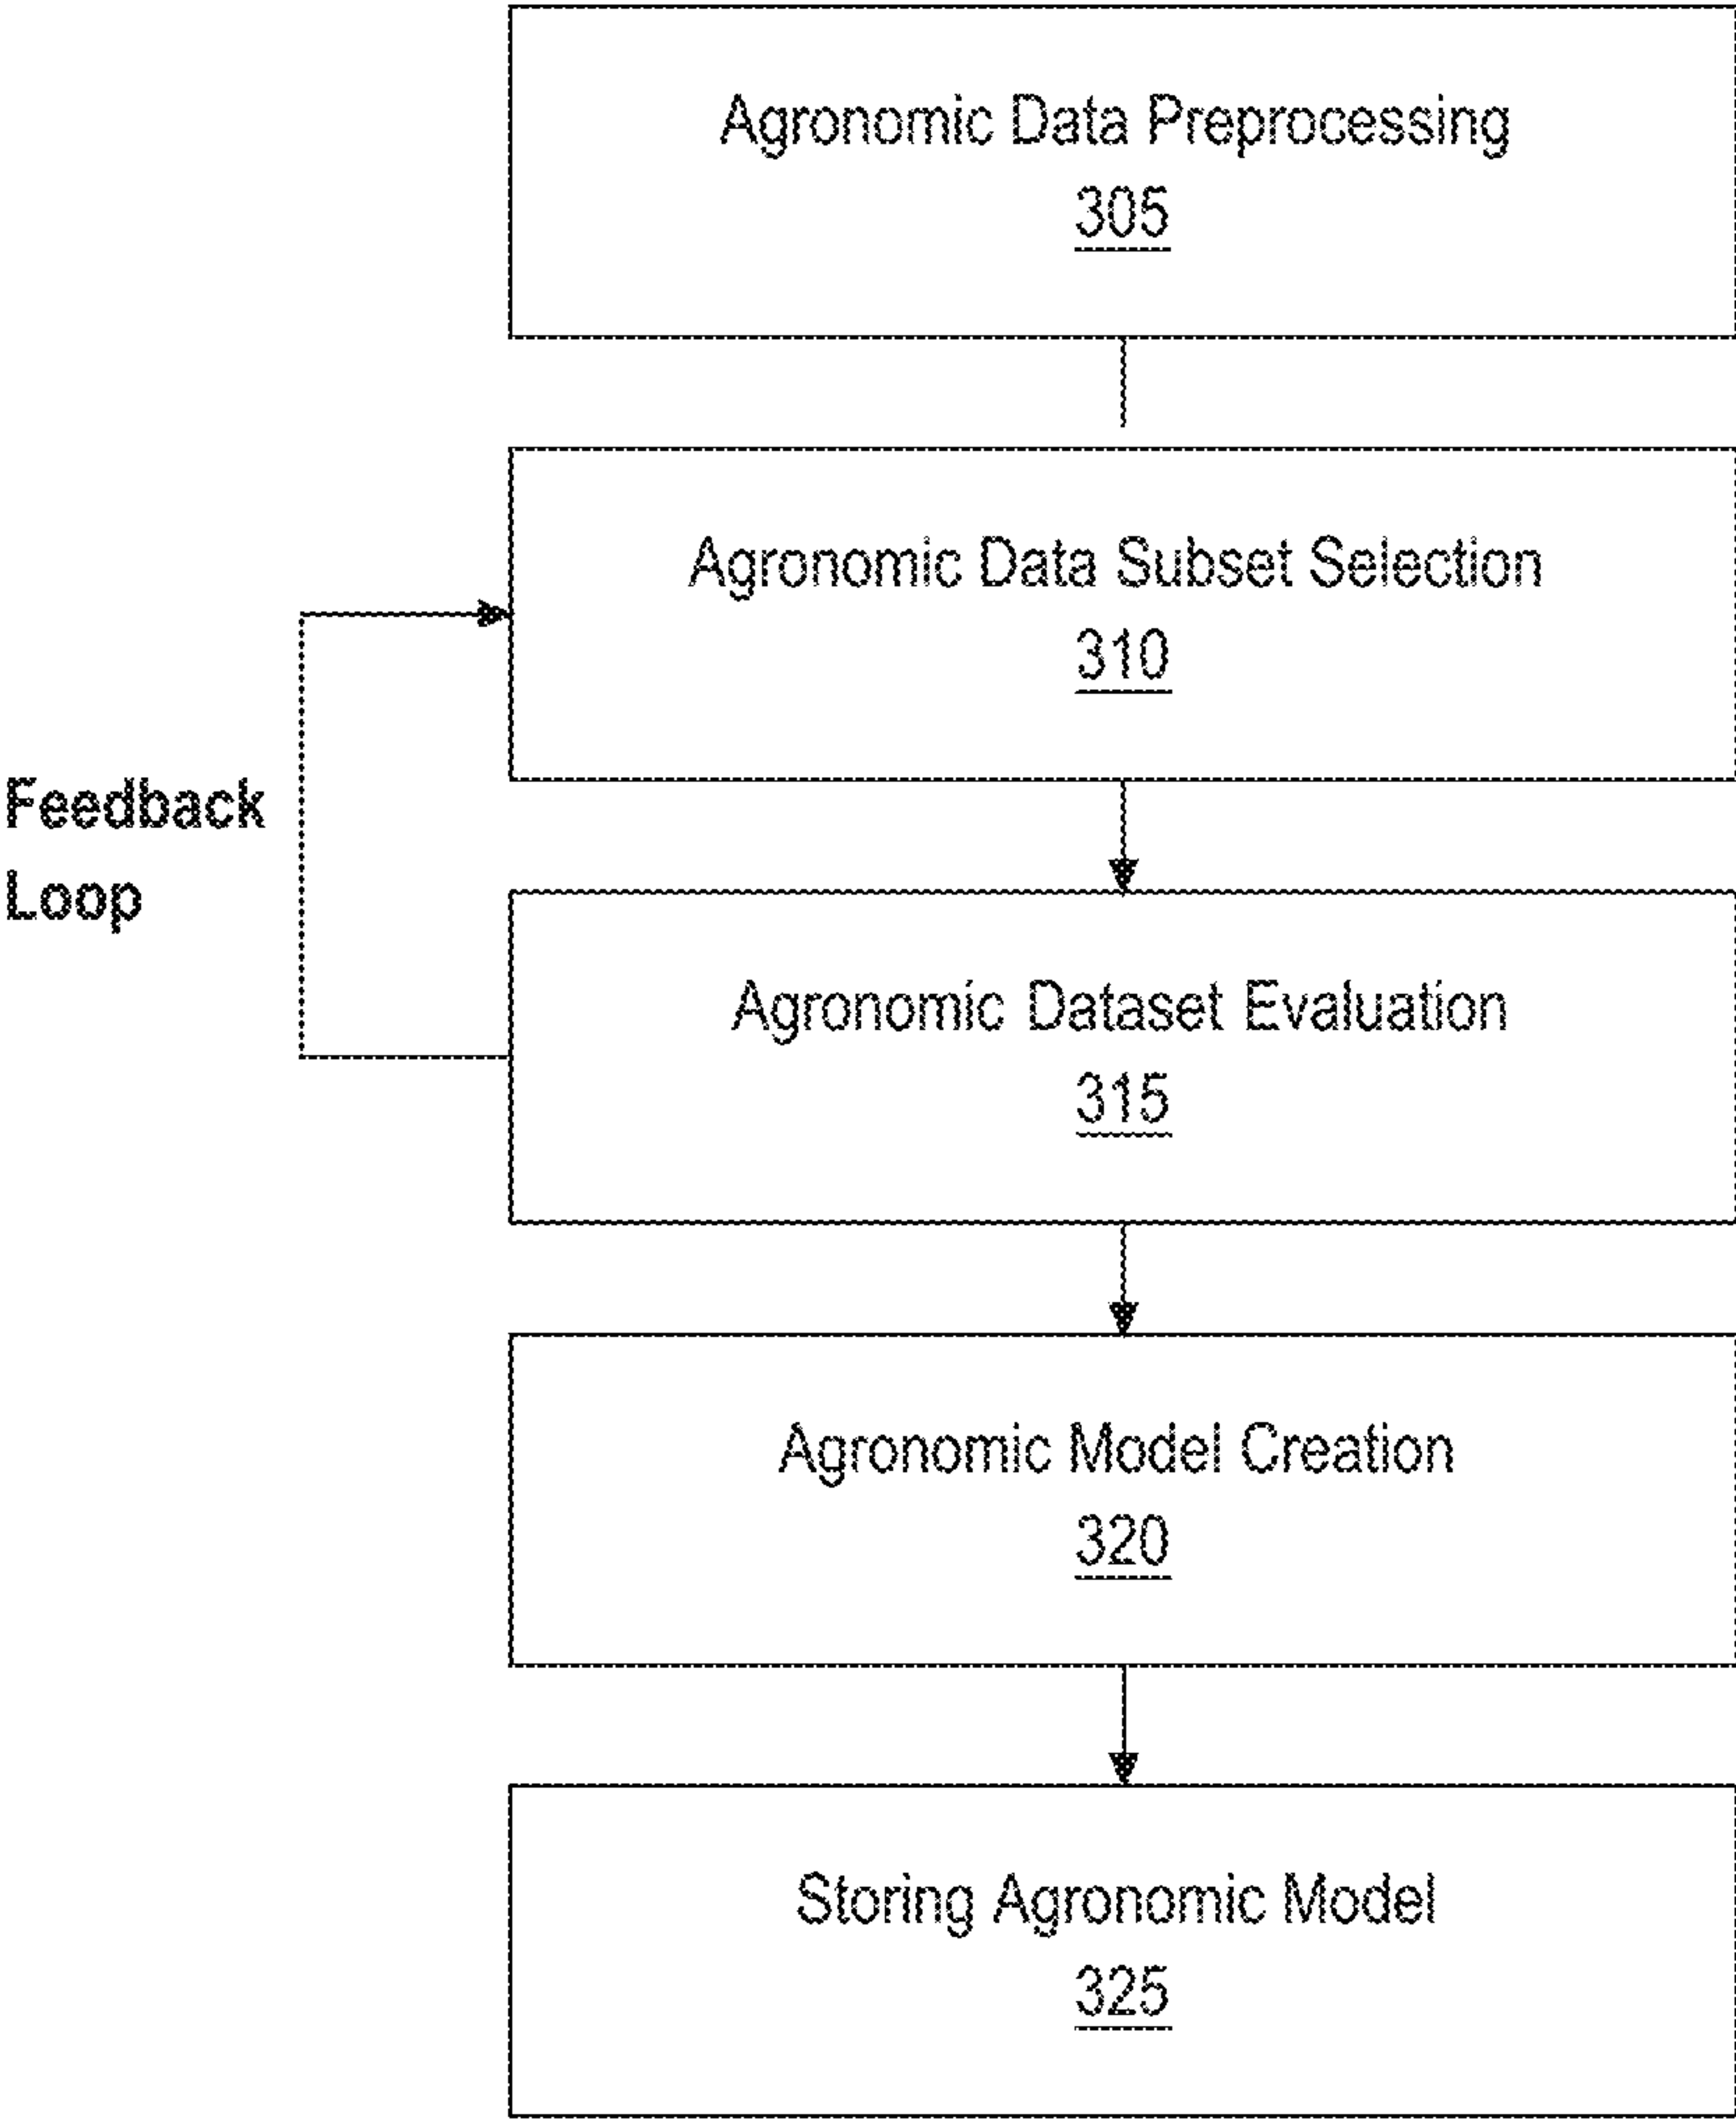 Agronomic Data Preprocessing
305
Agronomic Data Subset Selection
310
Feedback
Loop
Agronomic Dataset Evaluation
315
Agronomic Model Creation
320
Storing Agronomic Model
325